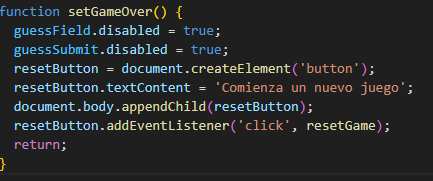 function setGameOver() {
  guessField.disabled = true;
  guessSubmit.disabled = true;
  resetButton = document.createElement('button');
  resetButton.textContent = 'Comienza un nuevo juego';
  document.body.appendChild(resetButton);
  resetButton.addEventListener('click', resetGame);
  return;
}